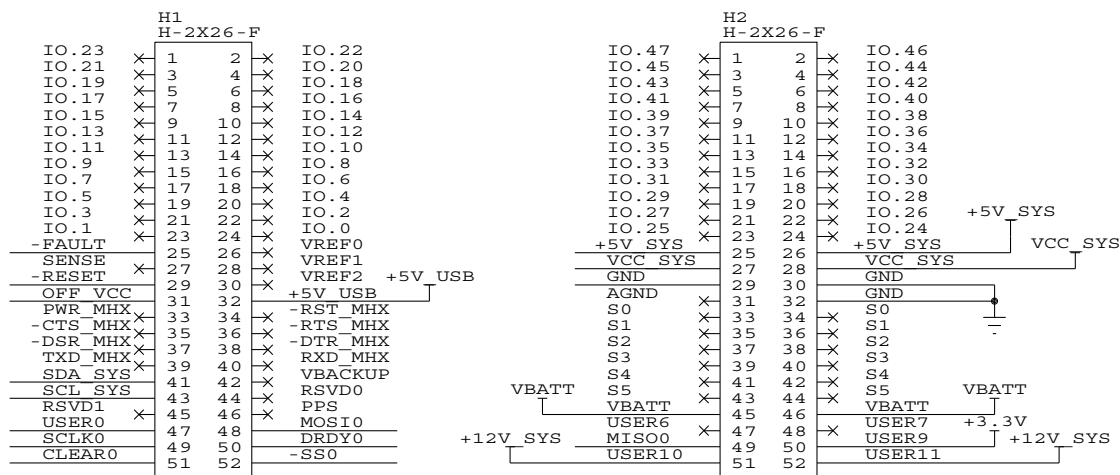 H1 H2
H-2X26-F H-2X26-F
IO.23 1 2 IO.22 IO.47 1 2 IO.46
IO.21 3 4 IO.20 IO.45 3 4 IO.44
IO.19 5 6 IO.18 IO.43 5 6 IO.42
IO.17 7 8 IO.16 IO.41 7 8 IO.40
IO.15 9 10 IO.14 IO.39 9 10 IO.38
IO.13 11 12 IO.12 IO.37 11 12 IO.36
IO.11 13 14 IO.10 IO.35 13 14 IO.34
IO.9 15 16 IO.8 IO.33 15 16 IO.32
IO.7 17 18 IO.6 IO.31 17 18 IO.30
IO.5 19 20 IO.4 IO.29 19 20 IO.28
IO.3 21 22 IO.2 IO.27 21 22 IO.26 +5V_SYS
IO.1 23 24 IO.0 IO.25 23 24 IO.24
-FAULT 25 26 VREF0 +5V_SYS 25 26 +5V_SYS VCC_SYS
SENSE 27 28 VREF1 VCC_SYS 27 28 VCC_SYS
-RESET 29 30 VREF2 +5V_USB GND 29 30 GND
OFF_VCC 31 32 +5V_USB AGND 31 32 GND
PWR_MHX 33 34 -RST_MHX S0 33 34 S0
-CTS_MHX 35 36 -RTS_MHX S1 35 36 S1
-DSR_MHX 37 38 -DTR_MHX S2 37 38 S2
TXD_MHX 39 40 RXD_MHX S3 39 40 S3
SDA_SYS 41 42 VBACKUP S4 41 42 S4
SCL_SYS 43 44 RSVD0 VBATT S5 43 44 S5 VBATT
RSVD1 45 46 PPS VBATT 45 46 VBATT
USER0 47 48 MOSI0 USER6 47 48 USER7 +3.3V
SCLK0 49 50 DRDY0 +12V_SYS MISO0 49 50 USER9 +12V_SYS
CLEAR0 51 52 -SS0 USER10 51 52 USER11